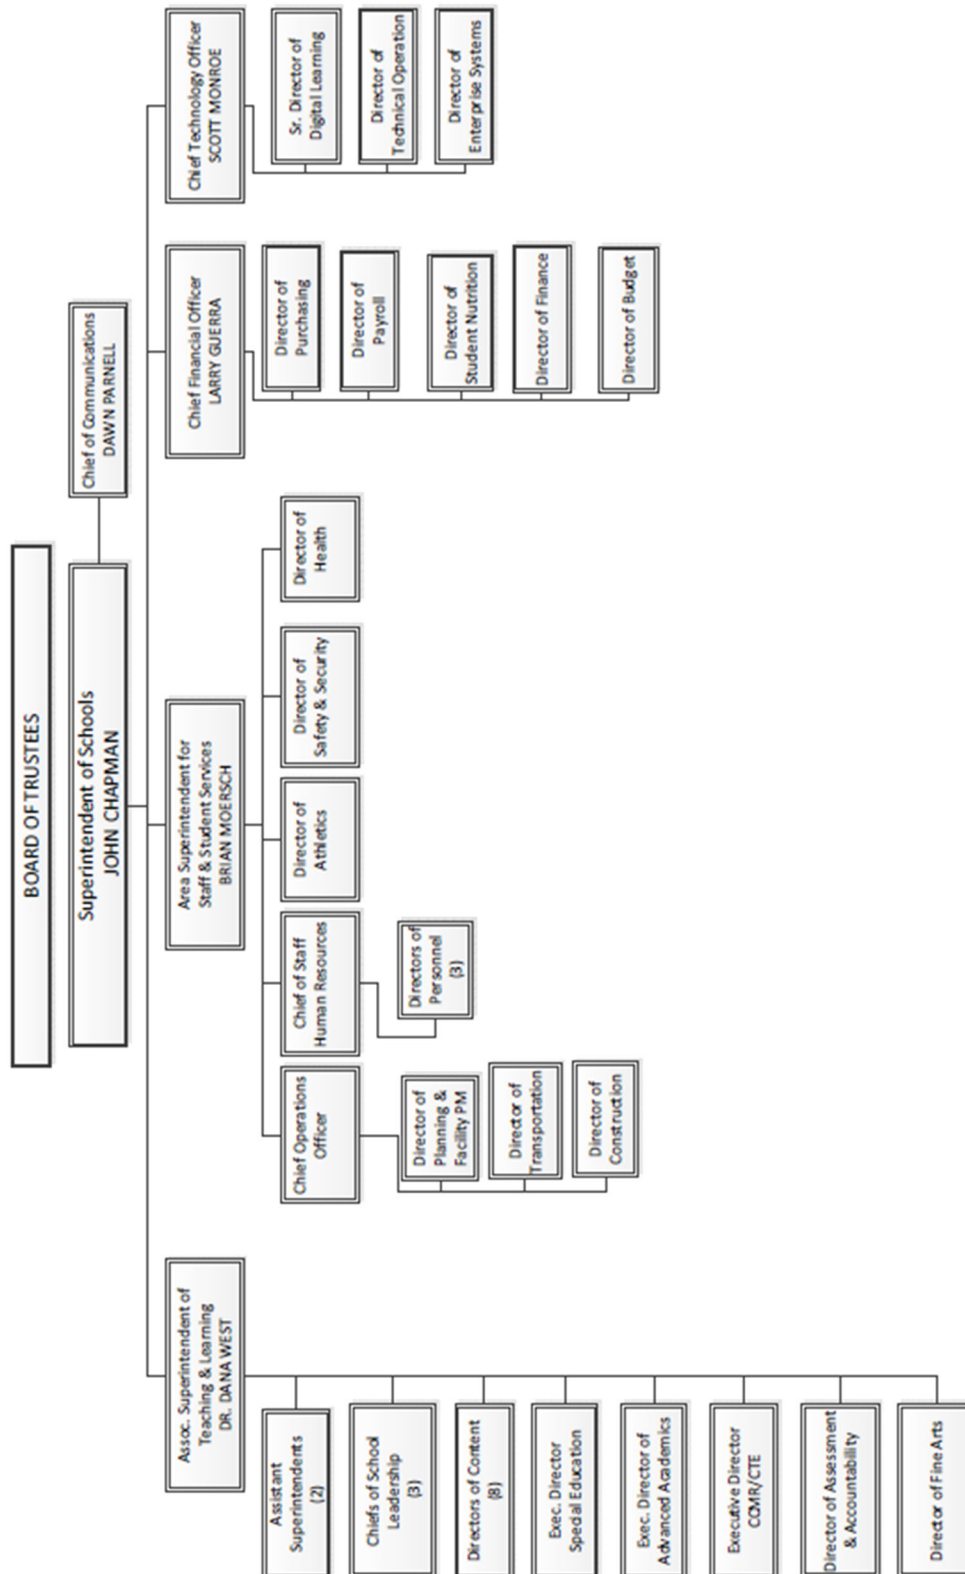 BOARD OF TRUSTEES
Superintendent of Schools
JOHN CHAPMAN
Chief of Communications
DAWN PARNELL
Assoc. Superintendent of
Teaching & Learning
DR. DANA WEST
Area Superintendent for
Staff & Student Services
BRIAN MOERSCH
Chief Financial Officer
LARRY GUERRA
Chief Technology Officer
SCOTT MONROE
Assistant
Superintendents
(2)
Chiefs of School
Leadership
(3)
Directors of Content
(8)
Exec. Director
Special Education
Exec. Director of
Advanced Academics
Executive Director
CCMR/CTE
Director of Assessment
& Accountability
Director of Fine Arts
Chief Operations
Officer
Director of
Planning &
Facility PM
Director of
Transportation
Director of
Construction
Chief of Staff
Human Resources
Directors of
Personnel
(3)
Director of
Athletics
Director of
Safety & Security
Director of
Health
Director of
Purchasing
Director of
Payroll
Director of
Student Nutrition
Director of Finance
Director of Budget
Sr. Director of
Digital Learning
Director of
Technical Operation
Director of
Enterprise Systems